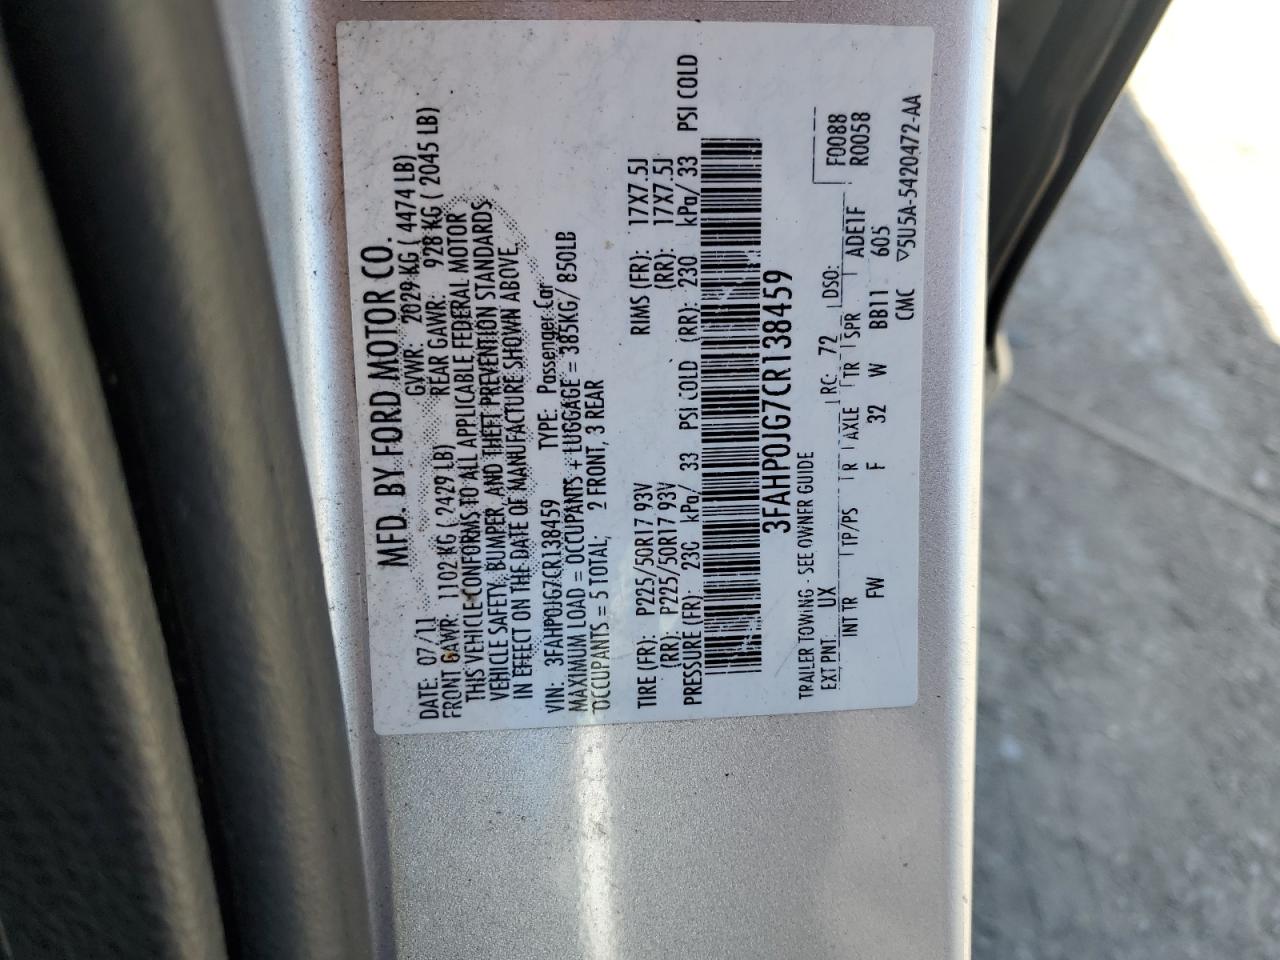 MFD. BY FORD MOTOR CO.
DATE: 07/11 GVWR: 2029 KG ( 4474 LB)
FRONT GAWR: 1102 KG ( 2429 LB) REAR GAWR: 928 KG ( 2045 LB)
THIS VEHICLE CONFORMS TO ALL APPLICABLE FEDERAL MOTOR
VEHICLE SAFETY, BUMPER, AND THEFT PREVENTION STANDARDS
IN EFFECT ON THE DATE OF MANUFACTURE SHOWN ABOVE.
VIN: 3FAHP0JG7CR138459 TYPE: Passenger Car
MAXIMUM LOAD = OCCUPANTS + LUGGAGE = 385KG/ 850LB
OCCUPANTS = 5 TOTAL; 2 FRONT, 3 REAR
TIRE (FR): P225/50R17 93V RIMS (FR): 17X7.5J
(RR): P225/50R17 93V (RR): 17X7.5J
PRESSURE (FR): 230 kPa/ 33 PSI COLD (RR): 230 kPa/ 33 PSI COLD
3FAHP0JG7CR138459
TRAILER TOWING - SEE OWNER GUIDE
EXT PNT: UX RC: 72 DSO: F0088
INT TR TP/PS R AXLE TR SPR ADE1F R0058
FW F 32 W BB11 605
CMC ▽5U5A-5420472-AA